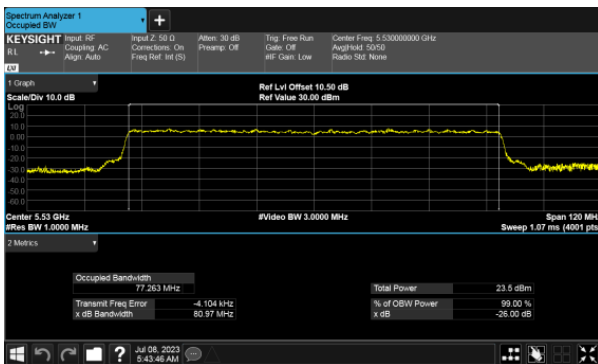 Spectrum Analyzer 1
Occupied BW
KEYSIGHT
Input: RF
Coupling: AC
Align: Auto
Input Z: 50 Ω
Corrections: On
Freq Ref: Int (S)
Atten: 30 dB
Preamp: Off
Trig: Free Run
Gate: Off
#IF Gain: Low
Center Freq: 5.530000000 GHz
Avg|Hold: 50/50
Radio Std: None
R L
1 Graph
Scale/Div 10.0 dB
Ref Lvl Offset 10.50 dB
Ref Value 30.00 dBm
Log
20.0
10.0
0.00
-10.0
-20.0
-30.0
-40.0
-50.0
-60.0
Center 5.53 GHz
#Video BW 3.0000 MHz
Span 120 MH
#Res BW 1.0000 MHz
Sweep 1.07 ms (4001 pts
2 Metrics
Occupied Bandwidth
77.263 MHz
Total Power 23.5 dBm
Transmit Freq Error -4.104 kHz
% of OBW Power 99.00 %
x dB Bandwidth 80.97 MHz
x dB -26.00 dB
?
Jul 08, 2023
5:43:46 AM